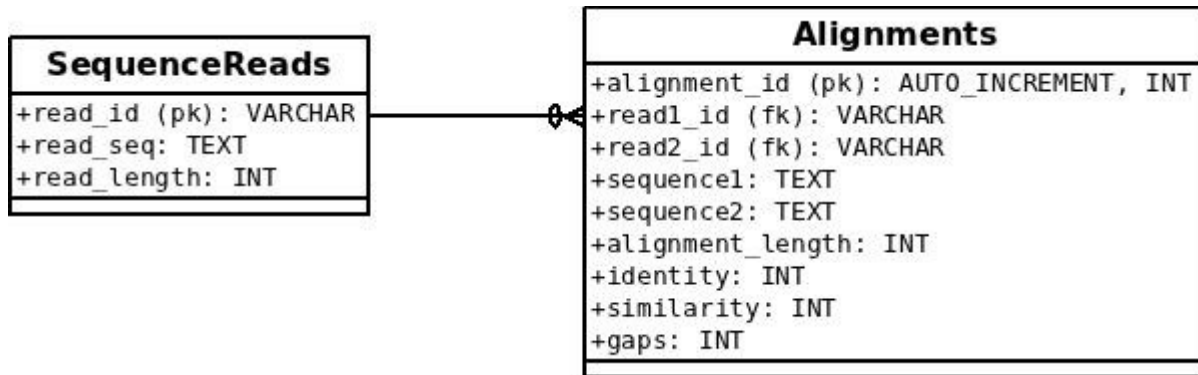 SequenceReads
+read_id (pk): VARCHAR
+read_seq: TEXT
+read_length: INT
Alignments
+alignment_id (pk): AUTO_INCREMENT, INT
+read1_id (fk): VARCHAR
+read2_id (fk): VARCHAR
+sequence1: TEXT
+sequence2: TEXT
+alignment_length: INT
+identity: INT
+similarity: INT
+gaps: INT